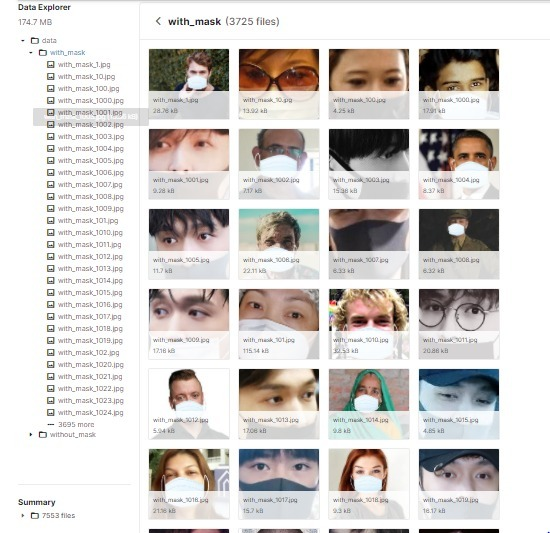 Data Explorer
174.7 MB
data
with_mask
with_mask_1.jpg
with_mask_10.jpg
with_mask_100.jpg
with_mask_1000.jpg
with_mask_1001.jpg
with_mask_1002.jpg
with_mask_1003.jpg
with_mask_1004.jpg
with_mask_1005.jpg
with_mask_1006.jpg
with_mask_1007.jpg
with_mask_1008.jpg
with_mask_1009.jpg
with_mask_101.jpg
with_mask_1010.jpg
with_mask_1011.jpg
with_mask_1012.jpg
with_mask_1013.jpg
with_mask_1014.jpg
with_mask_1015.jpg
with_mask_1016.jpg
with_mask_1017.jpg
with_mask_1018.jpg
with_mask_1019.jpg
with_mask_102.jpg
with_mask_1020.jpg
with_mask_1021.jpg
with_mask_1022.jpg
with_mask_1023.jpg
with_mask_1024.jpg
3695 more
without_mask
Summary
7553 files
with_mask (3725 files)
with_mask_1.jpg with_mask_10.jpg with_mask_100.jpg with_mask_1000.jpg
28.76 kB 13.92 kB 4.25 kB 17.91 kB
with_mask_1001.jpg with_mask_1002.jpg with_mask_1003.jpg with_mask_1004.jpg
9.28 kB 7.17 kB 15.36 kB 8.37 kB
with_mask_1005.jpg with_mask_1006.jpg with_mask_1007.jpg with_mask_1008.jpg
11.7 kB 22.11 kB 6.33 kB 6.32 kB
with_mask_1009.jpg with_mask_101.jpg with_mask_1010.jpg with_mask_1011.jpg
17.16 kB 115.14 kB 32.53 kB 20.86 kB
with_mask_1012.jpg with_mask_1013.jpg with_mask_1014.jpg with_mask_1015.jpg
5.94 kB 17.06 kB 9.8 kB 4.85 kB
with_mask_1016.jpg with_mask_1017.jpg with_mask_1018.jpg with_mask_1019.jpg
21.16 kB 15.7 kB 9.3 kB 16.17 kB